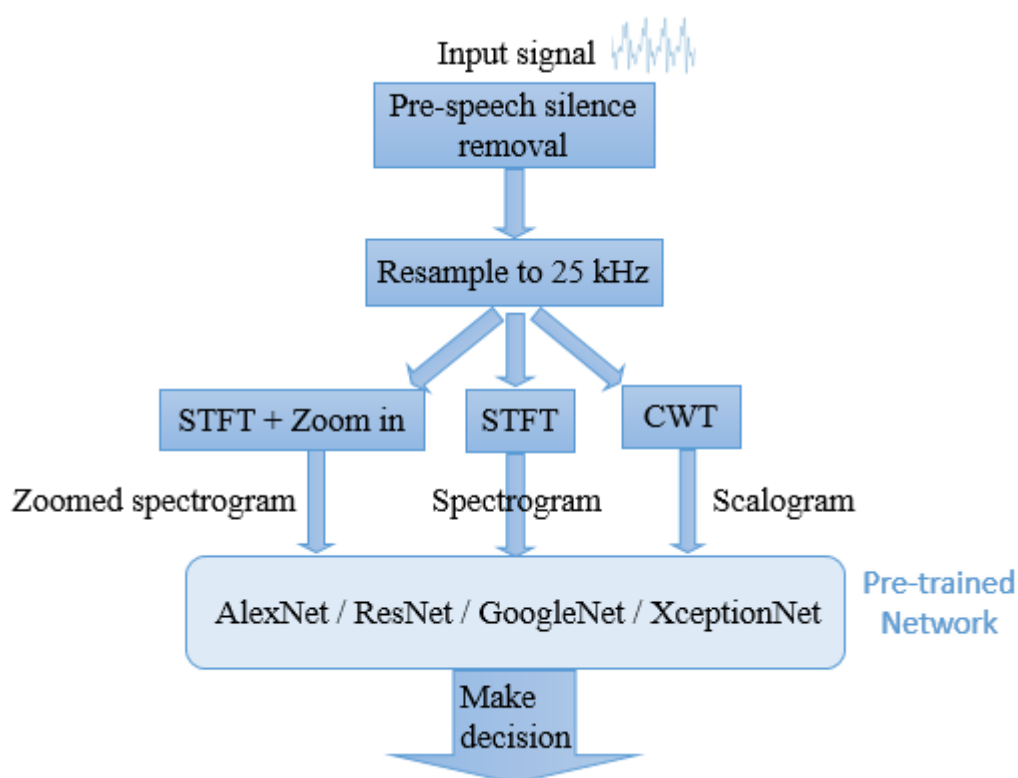 Input signal
Pre-speech silence
removal
Resample to 25 kHz
STFT + Zoom in
STFT
CWT
Zoomed spectrogram
Spectrogram
Scalogram
AlexNet / ResNet / GoogleNet / XceptionNet
Pre-trained
Network
Make
decision